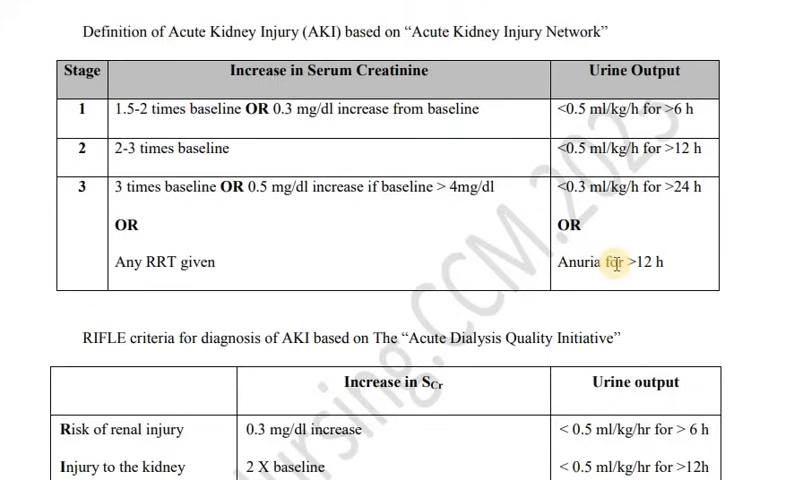 Definition of Acute Kidney Injury (AKI) based on “Acute Kidney Injury Network”
Stage Increase in Serum Creatinine Urine Output
1 1.5-2 times baseline OR 0.3 mg/dl increase from baseline <0.5 ml/kg/h for >6 h
2 2-3 times baseline <0.5 ml/kg/h for >12 h
3 3 times baseline OR 0.5 mg/dl increase if baseline > 4mg/dl <0.3 ml/kg/h for >24 h
OR OR
Any RRT given Anuria for >12 h
RIFLE criteria for diagnosis of AKI based on The “Acute Dialysis Quality Initiative”
Increase in SCr Urine output
Risk of renal injury 0.3 mg/dl increase < 0.5 ml/kg/hr for > 6 h
Injury to the kidney 2 X baseline < 0.5 ml/kg/hr for >12h
ursing.CCM.2023